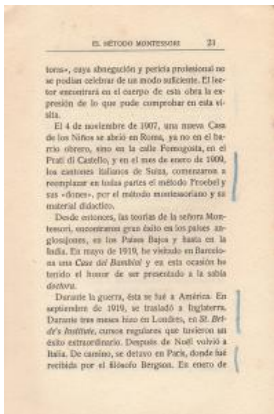 EL MÉTODO MONTESSORI 21
toras», cuya abnegación y pericia profesional no
se podían celebrar de un modo suficiente. El lec-
tor encontrará en el cuerpo de esta obra la ex-
presión de lo que pude comprobar en esta vi-
sita.
El 4 de noviembre de 1907, una nueva Casa
de los Niños se abrió en Roma, ya no en el ba-
rrio obrero, sino en la calle Famogosta, en el
Prati di Castello, y en el mes de enero de 1909,
los cantones italianos de Suiza, comenzaron a
reemplazar en todas partes el método Froebel y
sus «dones», por el método montessoriano y su
material didáctico.
Desde entonces, las teorías de la señora Mon-
tessori, encontraron gran éxito en los países an-
glosajones, en los Países Bajos y hasta en la
India. En mayo de 1919, he visitado en Barcelo-
na una Case dei Bambini y en esta ocasión he
tenido el honor de ser presentado a la sabia
doctora.
Durante la guerra, ésta se fué a América. En
septiembre de 1919, se trasladó a Inglaterra.
Durante tres meses hizo en Londres, en St. Bri-
de's Institute, cursos regulares que tuvieron un
éxito extraordinario. Después de Noël volvió a
Italia. De camino, se detuvo en París, donde fué
recibida por el filósofo Bergson. En enero de